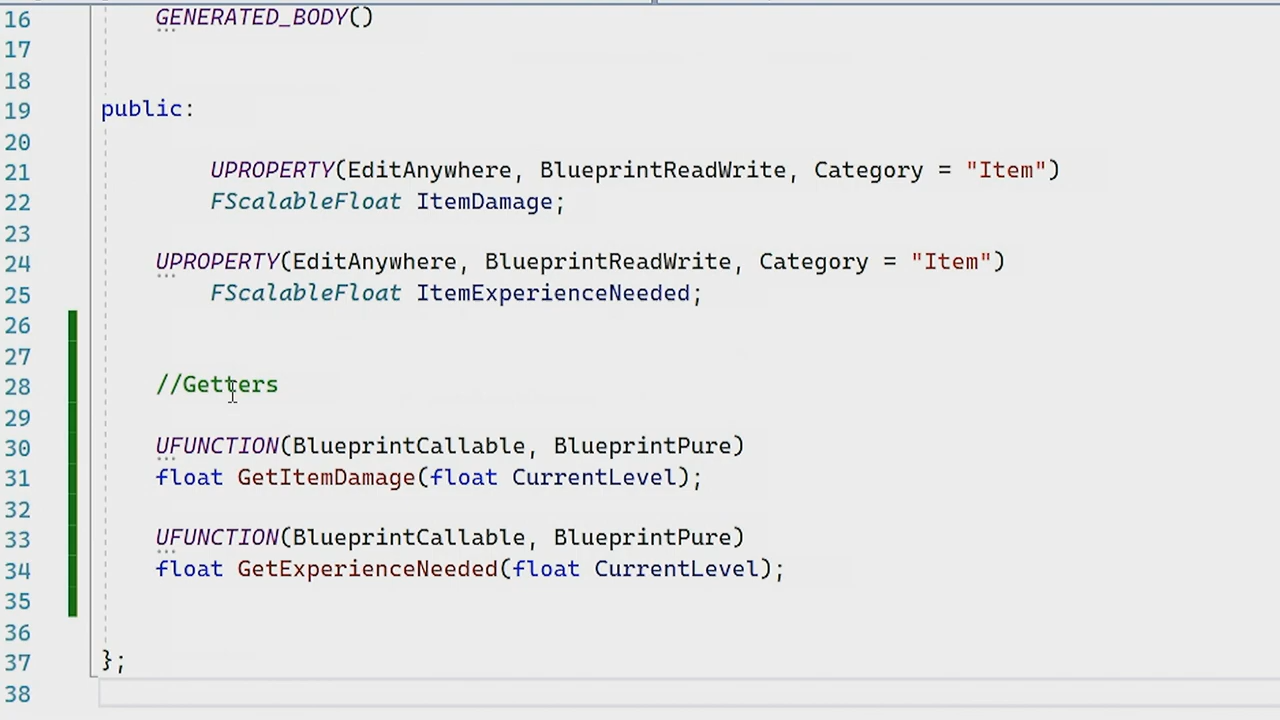 16 GENERATED_BODY()
17
18
19 public:
20
21 UPROPERTY(EditAnywhere, BlueprintReadWrite, Category = "Item")
22 FScalableFloat ItemDamage;
23
24 UPROPERTY(EditAnywhere, BlueprintReadWrite, Category = "Item")
25 FScalableFloat ItemExperienceNeeded;
26
27
28 //Getters
29
30 UFUNCTION(BlueprintCallable, BlueprintPure)
31 float GetItemDamage(float CurrentLevel);
32
33 UFUNCTION(BlueprintCallable, BlueprintPure)
34 float GetExperienceNeeded(float CurrentLevel);
35
36
37 };
38